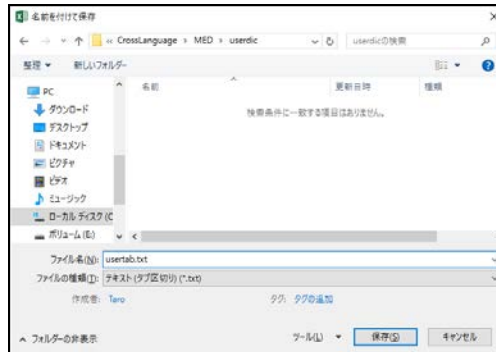 名前を付けて保存
« CrossLanguage › MED › userdic
userdicの検索
整理 ▼ 新しいフォルダー
PC
ダウンロード
デスクトップ
ドキュメント
ピクチャ
ビデオ
ミュージック
ローカル ディスク (C
ボリューム (E:)
名前 更新日時 種類
検索条件に一致する項目はありません。
ファイル名(N): usertab.txt
ファイルの種類(T): テキスト (タブ区切り) (*.txt)
作成者: Taro タグ: タグの追加
フォルダーの非表示 ツール(L) ▼ 保存(S) キャンセル